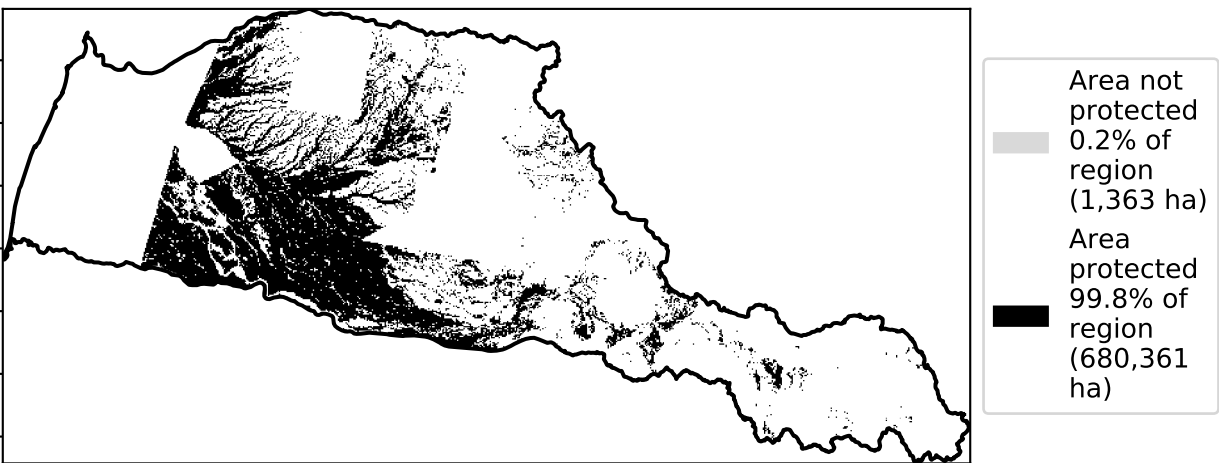 Area not
protected
0.2% of
region
(1,363 ha)
Area
protected
99.8% of
region
(680,361
ha)